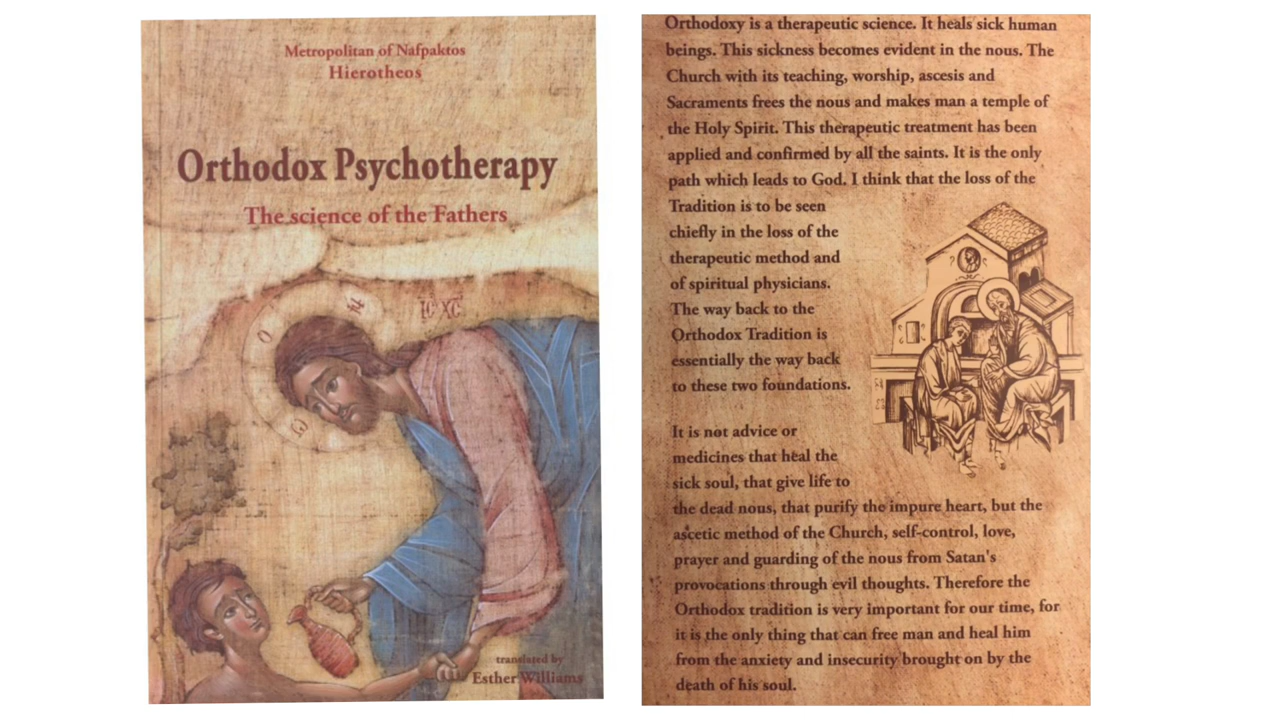 Metropolitan of Nafpaktos
Hierotheos
Orthodox Psychotherapy
The science of the Fathers
IC XC
Ο
Ω
Ν
translated by
Esther Williams
Orthodoxy is a therapeutic science. It heals sick human
beings. This sickness becomes evident in the nous. The
Church with its teaching, worship, ascesis and
Sacraments frees the nous and makes man a temple of
the Holy Spirit. This therapeutic treatment has been
applied and confirmed by all the saints. It is the only
path which leads to God. I think that the loss of the
Tradition is to be seen
chiefly in the loss of the
therapeutic method and
of spiritual physicians.
The way back to the
Orthodox Tradition is
essentially the way back
to these two foundations.
It is not advice or
medicines that heal the
sick soul, that give life to
the dead nous, that purify the impure heart, but the
ascetic method of the Church, self-control, love,
prayer and guarding of the nous from Satan's
provocations through evil thoughts. Therefore the
Orthodox tradition is very important for our time, for
it is the only thing that can free man and heal him
from the anxiety and insecurity brought on by the
death of his soul.